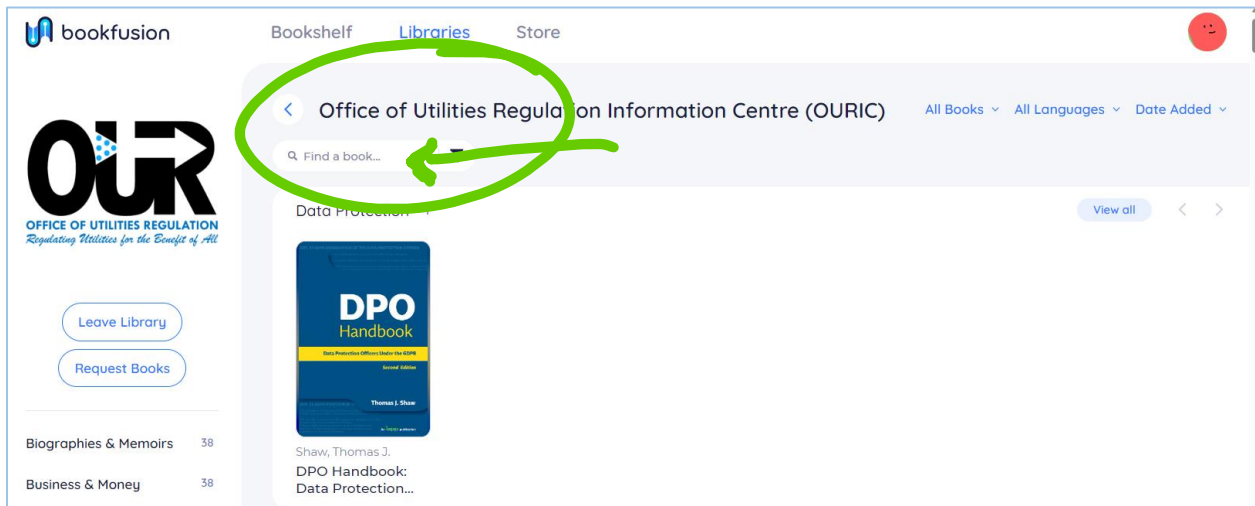 bookfusion
Bookshelf Libraries Store
Office of Utilities Regulation Information Centre (OURIC)
All Books All Languages Date Added
Find a book...
OUR
OFFICE OF UTILITIES REGULATION
Regulating Utilities for the Benefit of All
Leave Library
Request Books
Biographies & Memoirs 38
Business & Money 38
Data Protection
View all
DPO
Handbook
Data Protection Officers Under the GDPR
Second Edition
Thomas J. Shaw
Shaw, Thomas J.
DPO Handbook:
Data Protection...